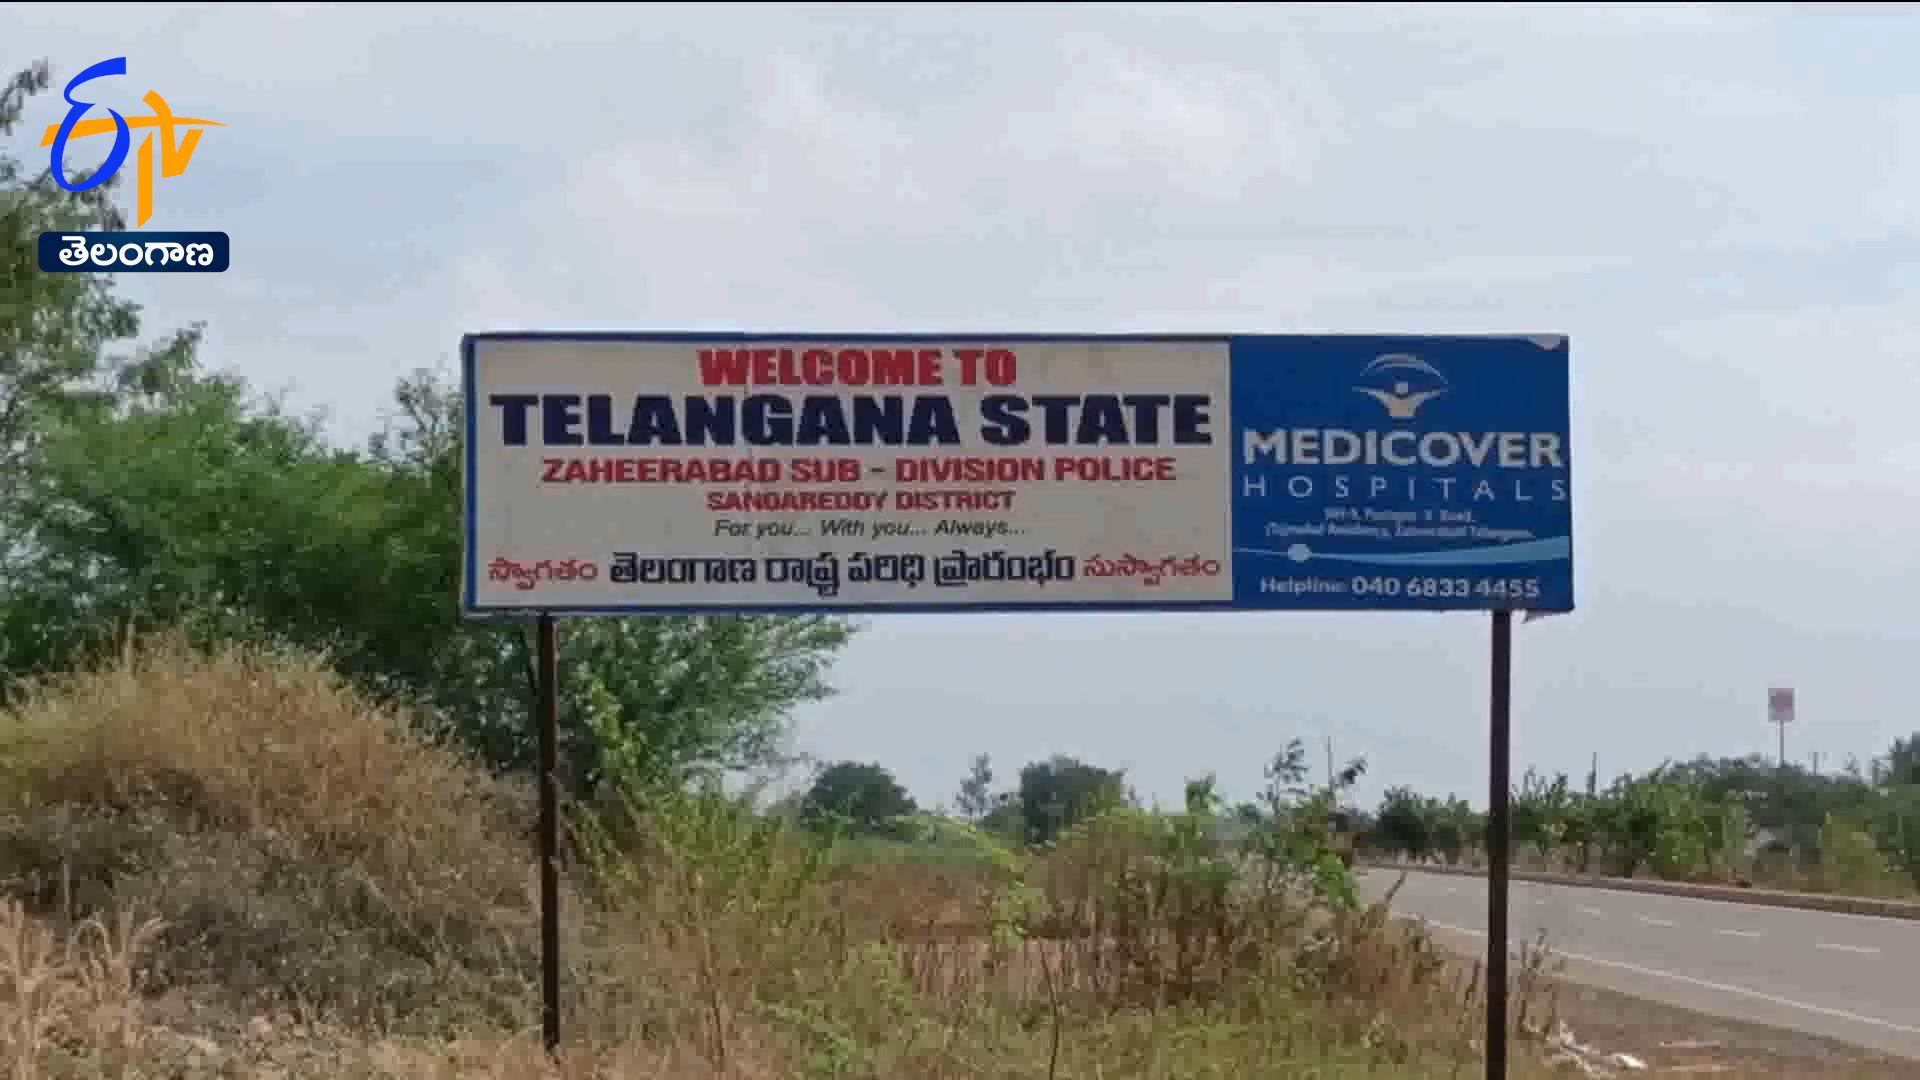 ETV
తెలంగాణ
WELCOME TO
TELANGANA STATE
ZAHEERABAD SUB - DIVISION POLICE
SANGAREDDY DISTRICT
For you... With you... Always...
స్వాగతం తెలంగాణ రాష్ట్ర పరిధి ప్రారంభం సుస్వాగతం
MEDICOVER
HOSPITALS
Helpline: 040 6833 4455